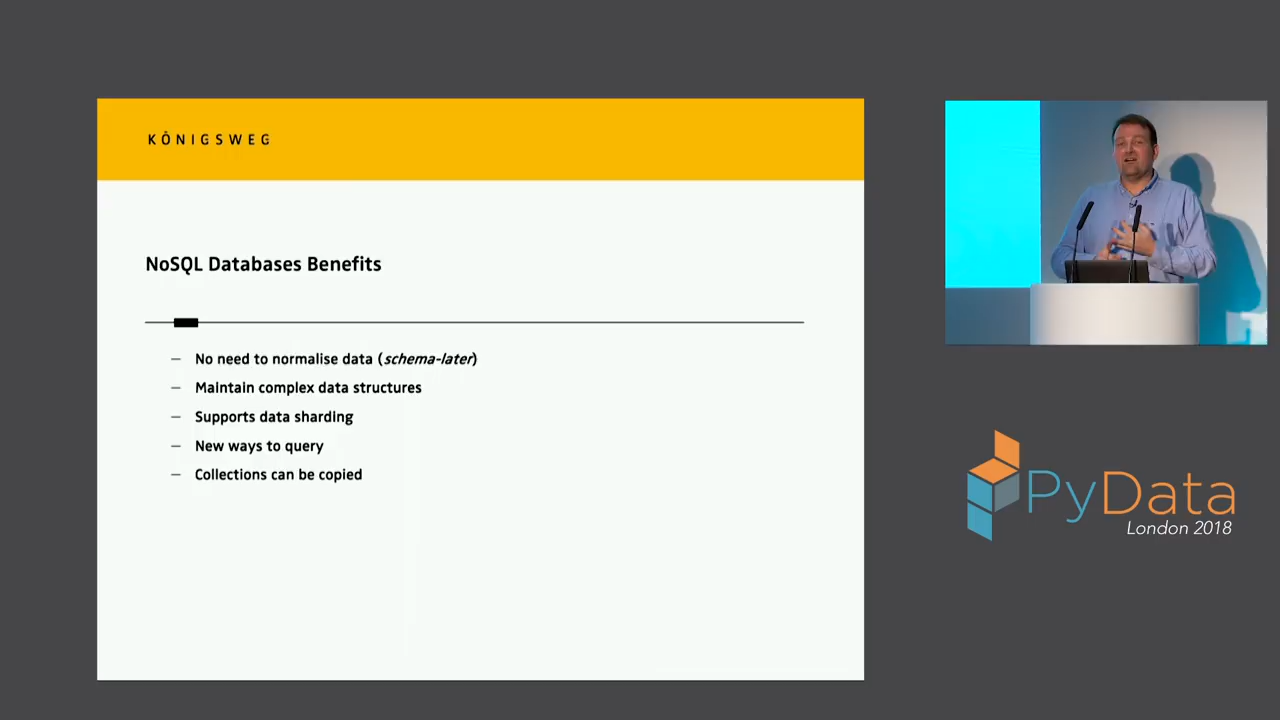 KÖNIGSWEG
NoSQL Databases Benefits
– No need to normalise data (schema-later)
– Maintain complex data structures
– Supports data sharding
– New ways to query
– Collections can be copied
PyData
London 2018